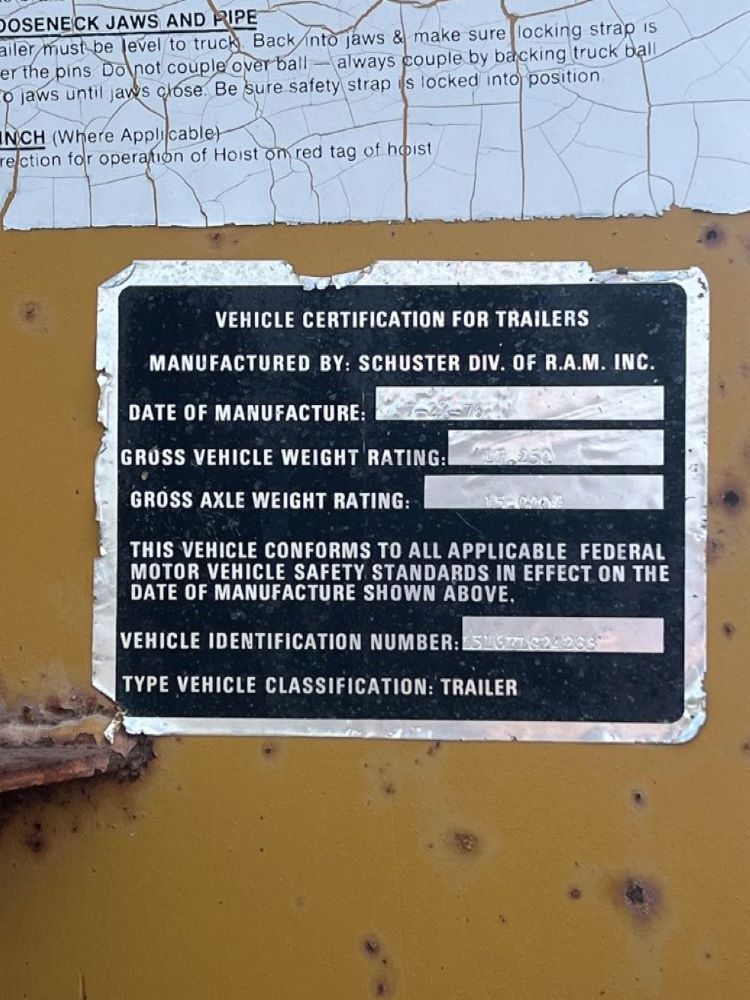 OOSENECK JAWS AND PIPE
ailer must be level to truck. Back into jaws & make sure locking strap is
er the pins. Do not couple over ball — always couple by backing truck ball
o jaws until jaws close. Be sure safety strap is locked into position.
INCH (Where Applicable)
rection for operation of Hoist on red tag of hoist
VEHICLE CERTIFICATION FOR TRAILERS
MANUFACTURED BY: SCHUSTER DIV. OF R.A.M. INC.
DATE OF MANUFACTURE:
GROSS VEHICLE WEIGHT RATING: 17,250
GROSS AXLE WEIGHT RATING:
THIS VEHICLE CONFORMS TO ALL APPLICABLE FEDERAL
MOTOR VEHICLE SAFETY STANDARDS IN EFFECT ON THE
DATE OF MANUFACTURE SHOWN ABOVE.
VEHICLE IDENTIFICATION NUMBER:
TYPE VEHICLE CLASSIFICATION: TRAILER